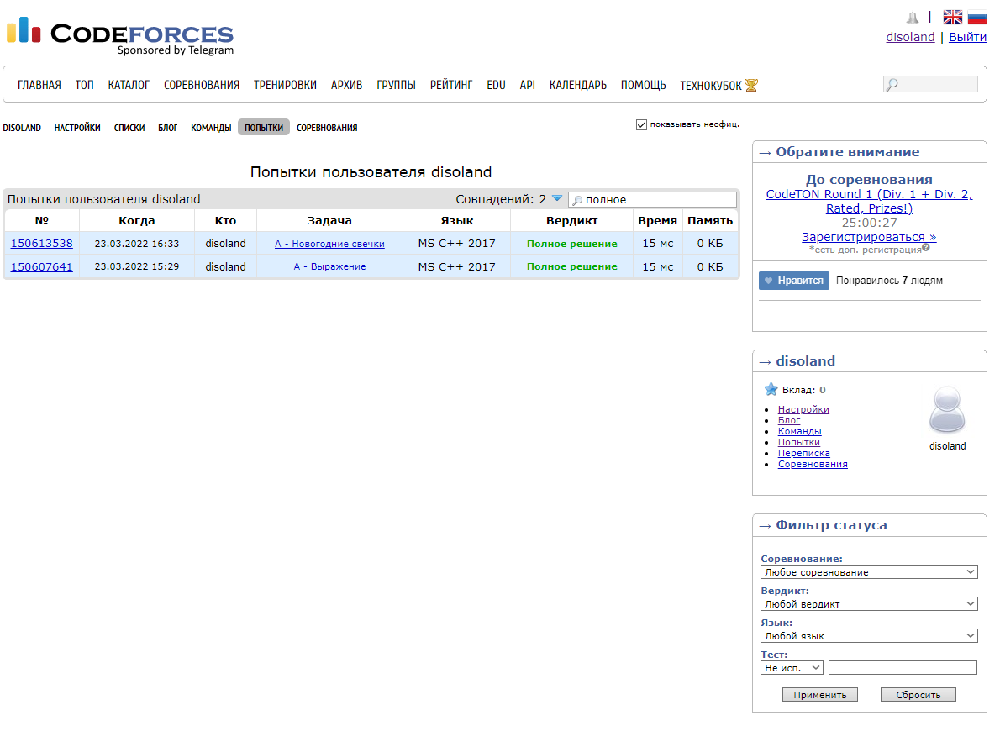 CODEFORCES
Sponsored by Telegram
|
disoland | Выйти
ГЛАВНАЯ ТОП КАТАЛОГ СОРЕВНОВАНИЯ ТРЕНИРОВКИ АРХИВ ГРУППЫ РЕЙТИНГ EDU API КАЛЕНДАРЬ ПОМОЩЬ ТЕХНОКУБОК
DISOLAND НАСТРОЙКИ СПИСКИ БЛОГ КОМАНДЫ ПОПЫТКИ СОРЕВНОВАНИЯ
показывать неофиц.
Попытки пользователя disoland
Попытки пользователя disoland Совпадений: 2 полное
№ Когда Кто Задача Язык Вердикт Время Память
150613538 23.03.2022 16:33 disoland A - Новогодние свечки MS C++ 2017 Полное решение 15 мс 0 КБ
150607641 23.03.2022 15:29 disoland A - Выражение MS C++ 2017 Полное решение 15 мс 0 КБ
→ Обратите внимание
До соревнования
CodeTON Round 1 (Div. 1 + Div. 2,
Rated, Prizes!)
25:00:27
Зарегистрироваться »
*есть доп. регистрация?
Нравится Понравилось 7 людям
→ disoland
Вклад: 0
Настройки
Блог
Команды
Попытки
Переписка
Соревнования
disoland
→ Фильтр статуса
Соревнование:
Любое соревнование
Вердикт:
Любой вердикт
Язык:
Любой язык
Тест:
Не исп.
Применить Сбросить